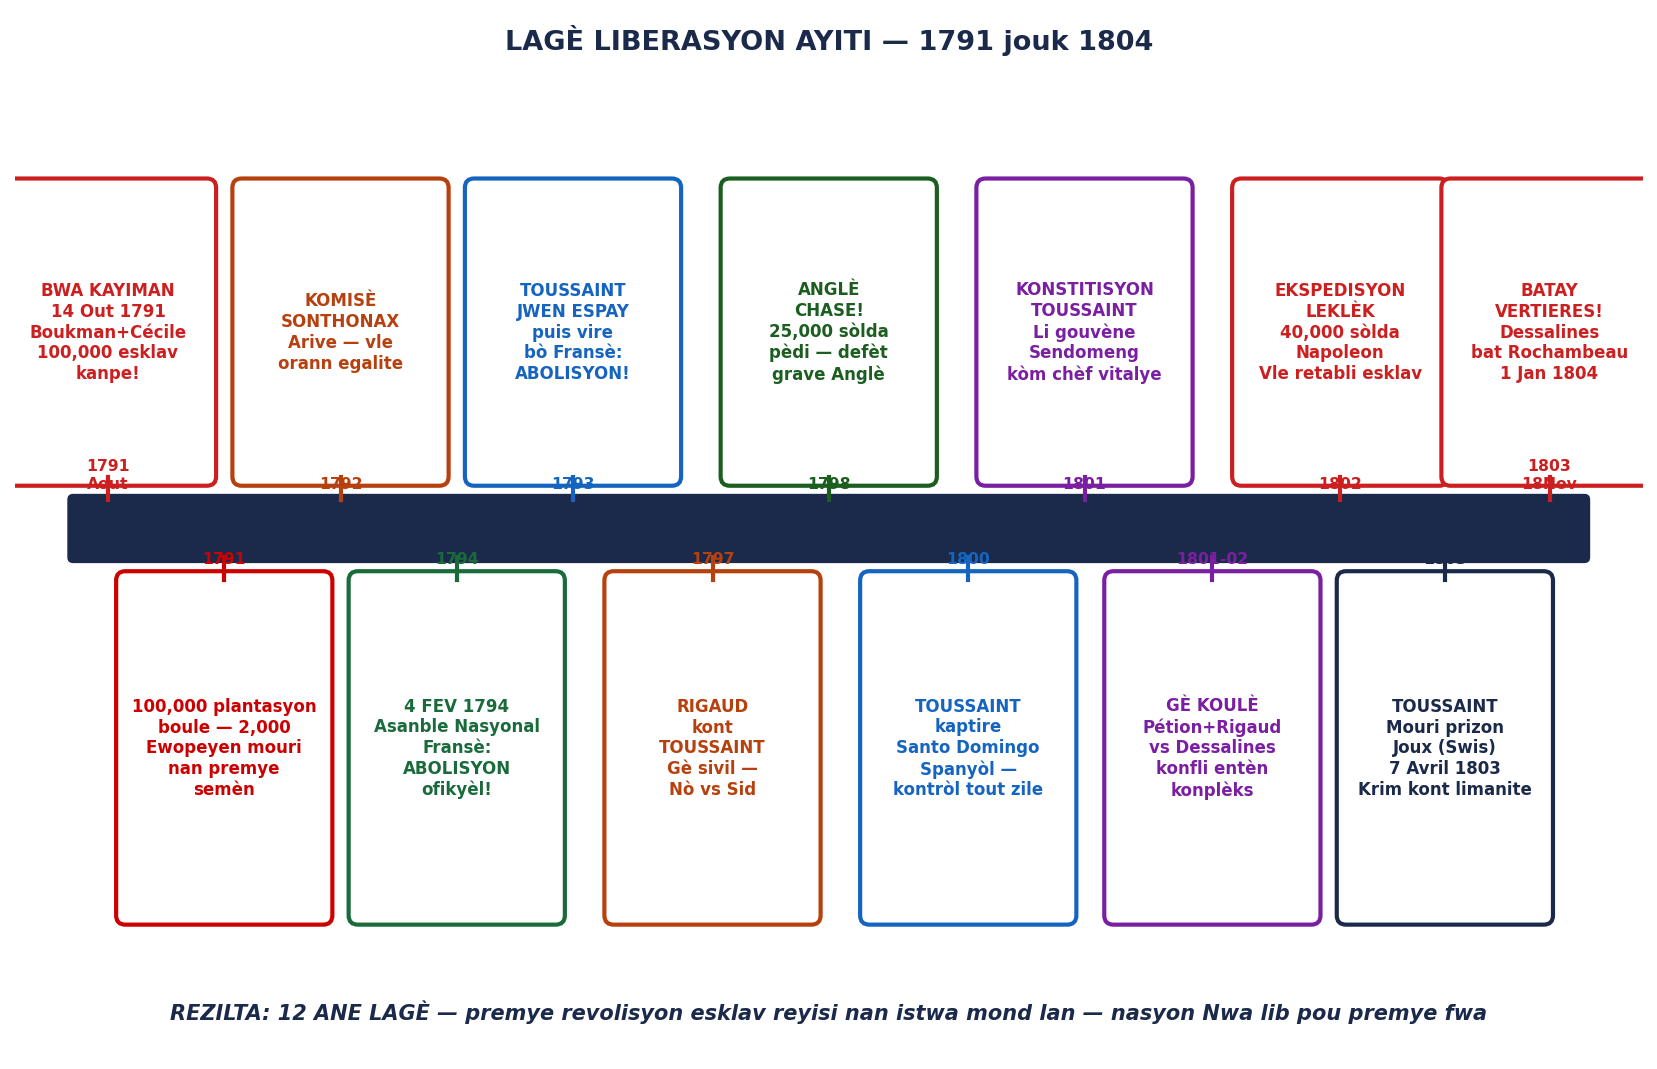 LAGÈ LIBERASYON AYITI — 1791 jouk 1804
BWA KAYIMAN
14 Out 1791
Boukman+Cécile
100,000 esklav
kanpe!
1791
Aout
KOMISÈ
SONTHONAX
Arive — vle
orann egalite
1792
TOUSSAINT
JWEN ESPAY
puis vire
bò Fransè:
ABOLISYON!
1793
ANGLÈ
CHASE!
25,000 sòlda
pèdi — defèt
grave Anglè
1798
KONSTITISYON
TOUSSAINT
Li gouvène
Sendomeng
kòm chèf vitalye
1801
EKSPEDISYON
LEKLÈK
40,000 sòlda
Napoleon
Vle retabli esklav
1802
BATAY
VERTIERES!
Dessalines
bat Rochambeau
1 Jan 1804
1803
18Nov
1791
100,000 plantasyon
boule — 2,000
Ewopeyen mouri
nan premye
semèn
1794
4 FEV 1794
Asanble Nasyonal
Fransè:
ABOLISYON
ofikyèl!
1797
RIGAUD
kont
TOUSSAINT
Gè sivil —
Nò vs Sid
1800
TOUSSAINT
kaptire
Santo Domingo
Spanyòl —
kontròl tout zile
1801-02
GÈ KOULÈ
Pétion+Rigaud
vs Dessalines
konfli entèn
konplèks
TOUSSAINT
Mouri prizon
Joux (Swis)
7 Avril 1803
Krim kont limanite
REZILTA: 12 ANE LAGÈ — premye revolisyon esklav reyisi nan istwa mond lan — nasyon Nwa lib pou premye fwa